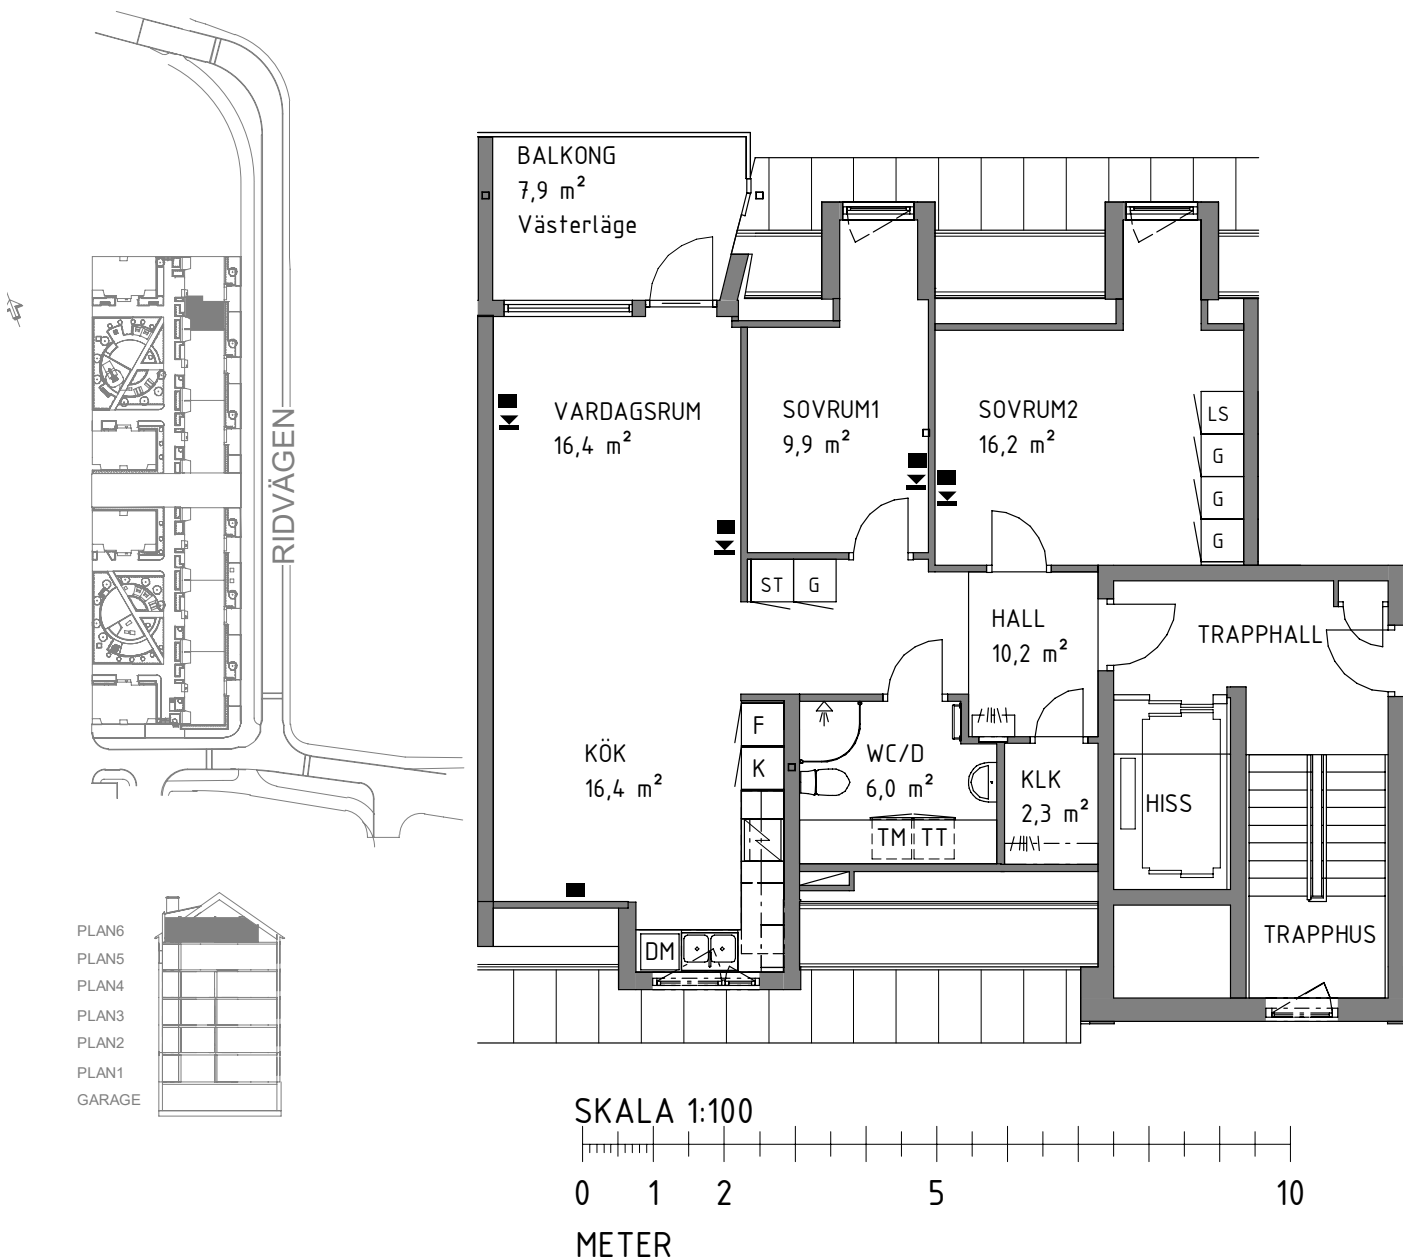 BALKONG
7,9 m²
Västerläge
VARDAGSRUM
16,4 m²
SOVRUM1
9,9 m²
SOVRUM2
16,2 m²
LS
G
G
G
ST
G
HALL
10,2 m²
TRAPPHALL
RIDVÄGEN
F
K
KÖK
16,4 m²
WC/D
6,0 m²
TM
TT
KLK
2,3 m²
HISS
DM
TRAPPHUS
PLAN6
PLAN5
PLAN4
PLAN3
PLAN2
PLAN1
GARAGE
SKALA 1:100
0 1 2 5 10
METER